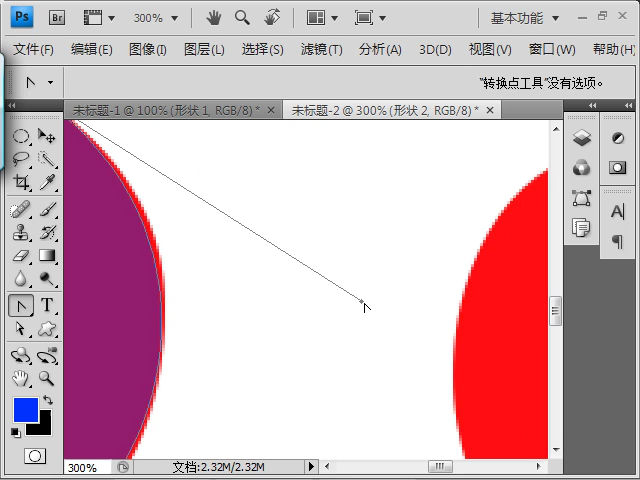 Ps Br 300% 基本功能
文件(F) 编辑(E) 图像(I) 图层(L) 选择(S) 滤镜(T) 分析(A) 3D(D) 视图(V) 窗口(W) 帮助(H)
"转换点工具"没有选项。
未标题-1 @ 100% (形状 1, RGB/8) * 未标题-2 @ 300% (形状 2, RGB/8) *
A
T
300% 文档:2.32M/2.32M